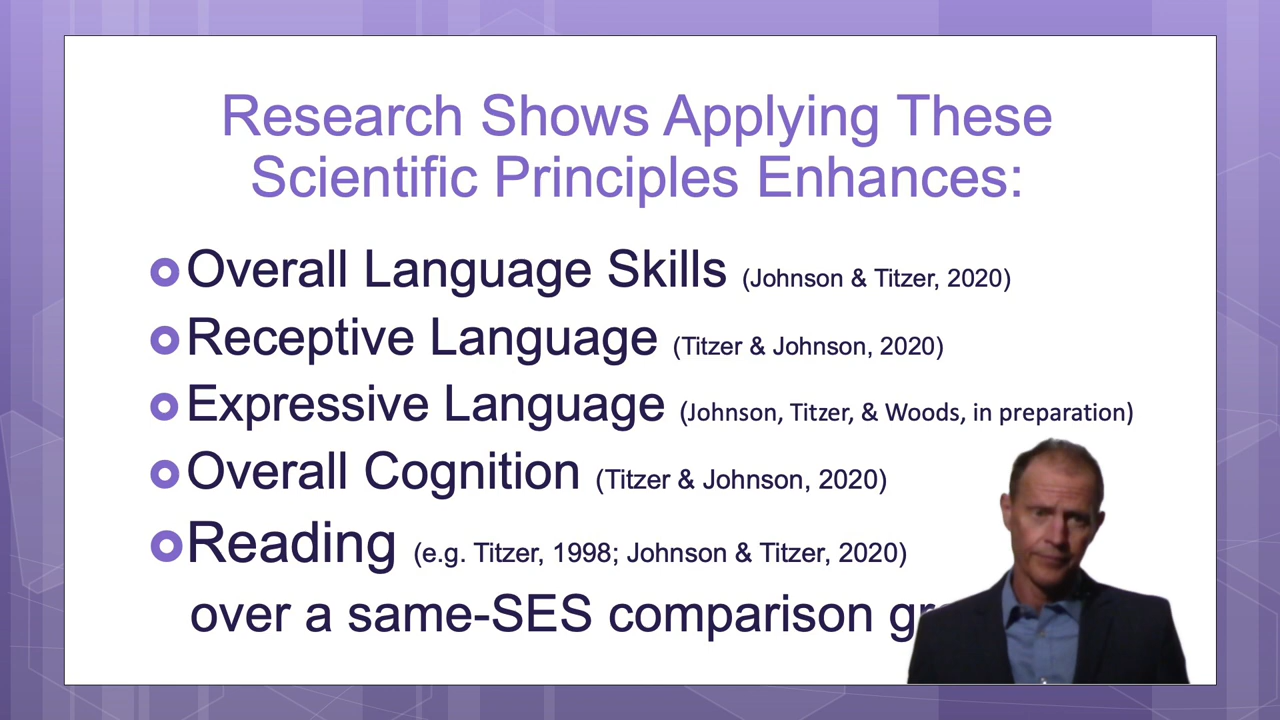 Research Shows Applying These
Scientific Principles Enhances:
Overall Language Skills (Johnson & Titzer, 2020)
Receptive Language (Titzer & Johnson, 2020)
Expressive Language (Johnson, Titzer, & Woods, in preparation)
Overall Cognition (Titzer & Johnson, 2020)
Reading (e.g. Titzer, 1998; Johnson & Titzer, 2020)
over a same-SES comparison